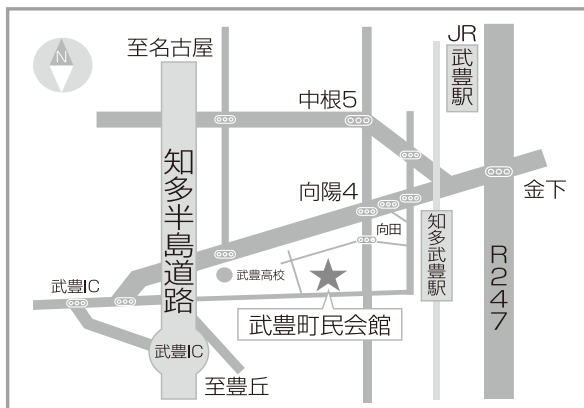 N
至名古屋
JR
武豊駅
中根5
知多半島道路
向陽4
金下
向田
知多武豊駅
R247
武豊IC
武豊高校
武豊町民会館
武豊IC
至豊丘